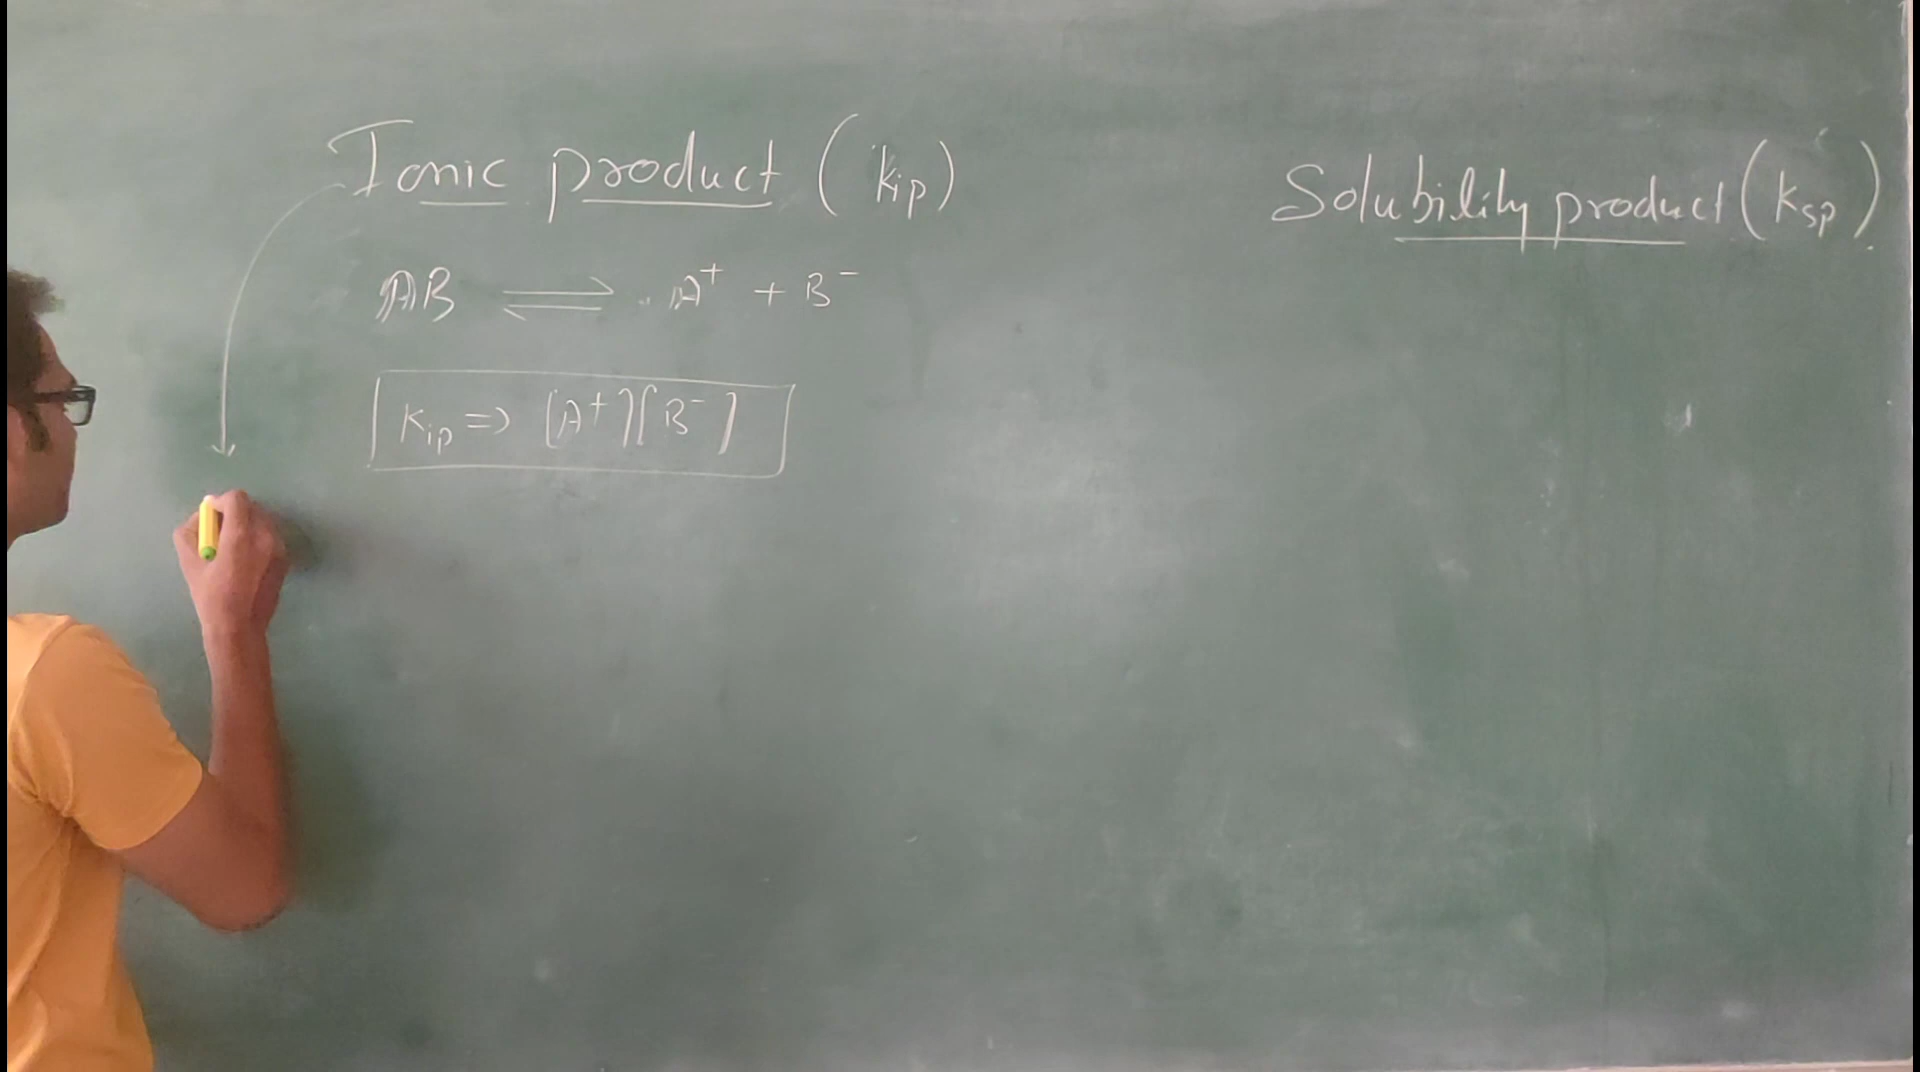 Ionic product (kip)
AB ⇌ A⁺ + B⁻
Kip ⇒ [A⁺][B⁻]
Solubility product (Ksp)